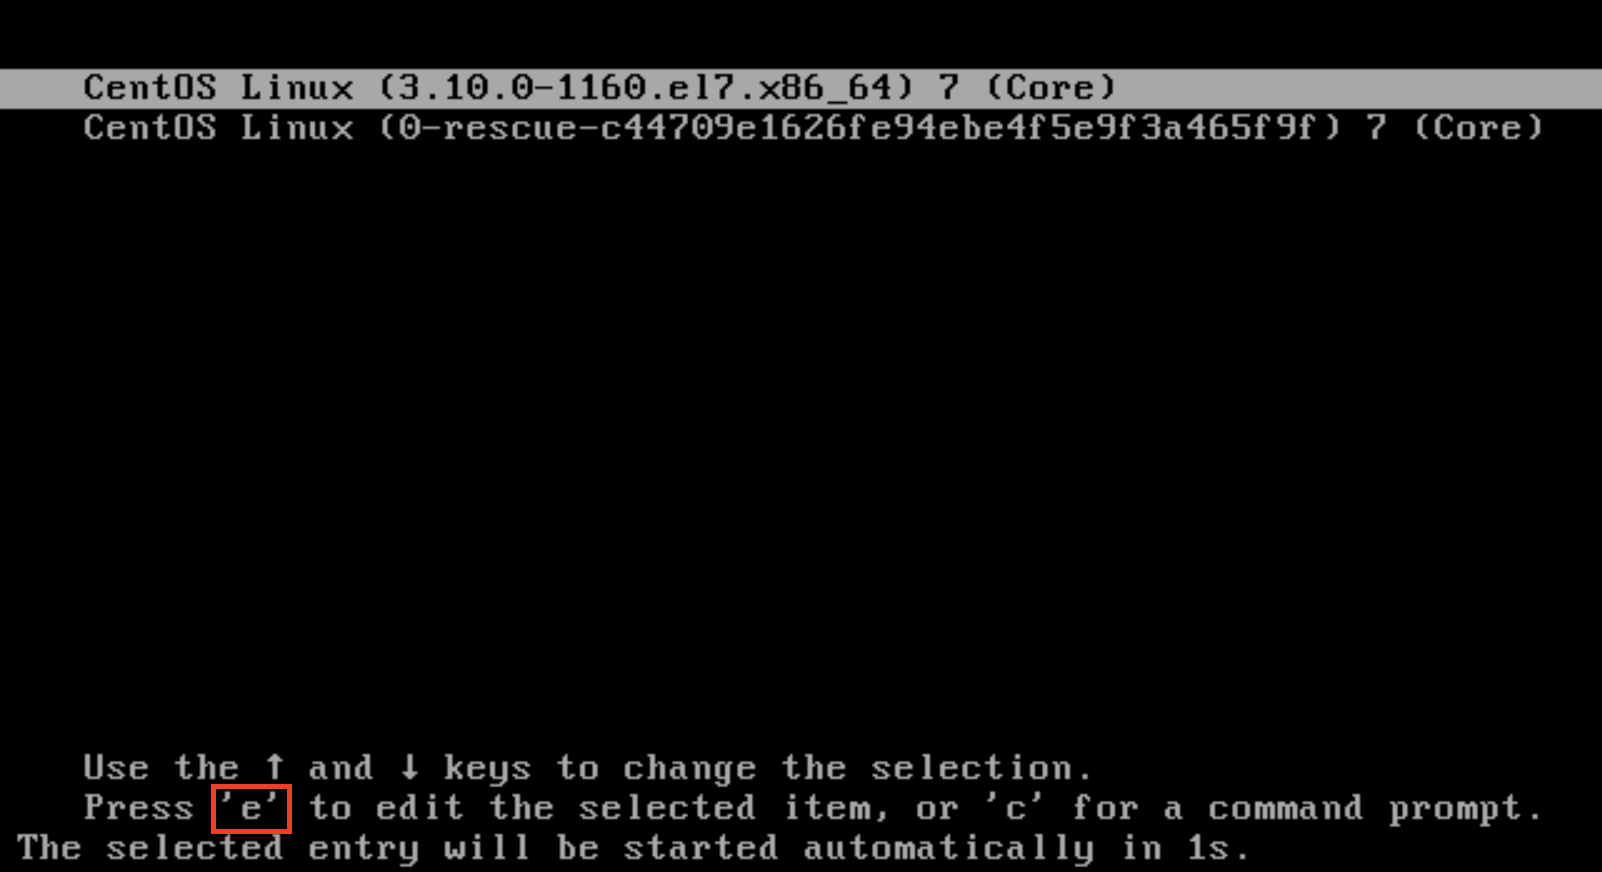 CentOS Linux (3.10.0-1160.el7.x86_64) 7 (Core)
CentOS Linux (0-rescue-c44709e1626fe94ebe4f5e9f3a465f9f) 7 (Core)
Use the ↑ and ↓ keys to change the selection.
Press 'e' to edit the selected item, or 'c' for a command prompt.
The selected entry will be started automatically in 1s.